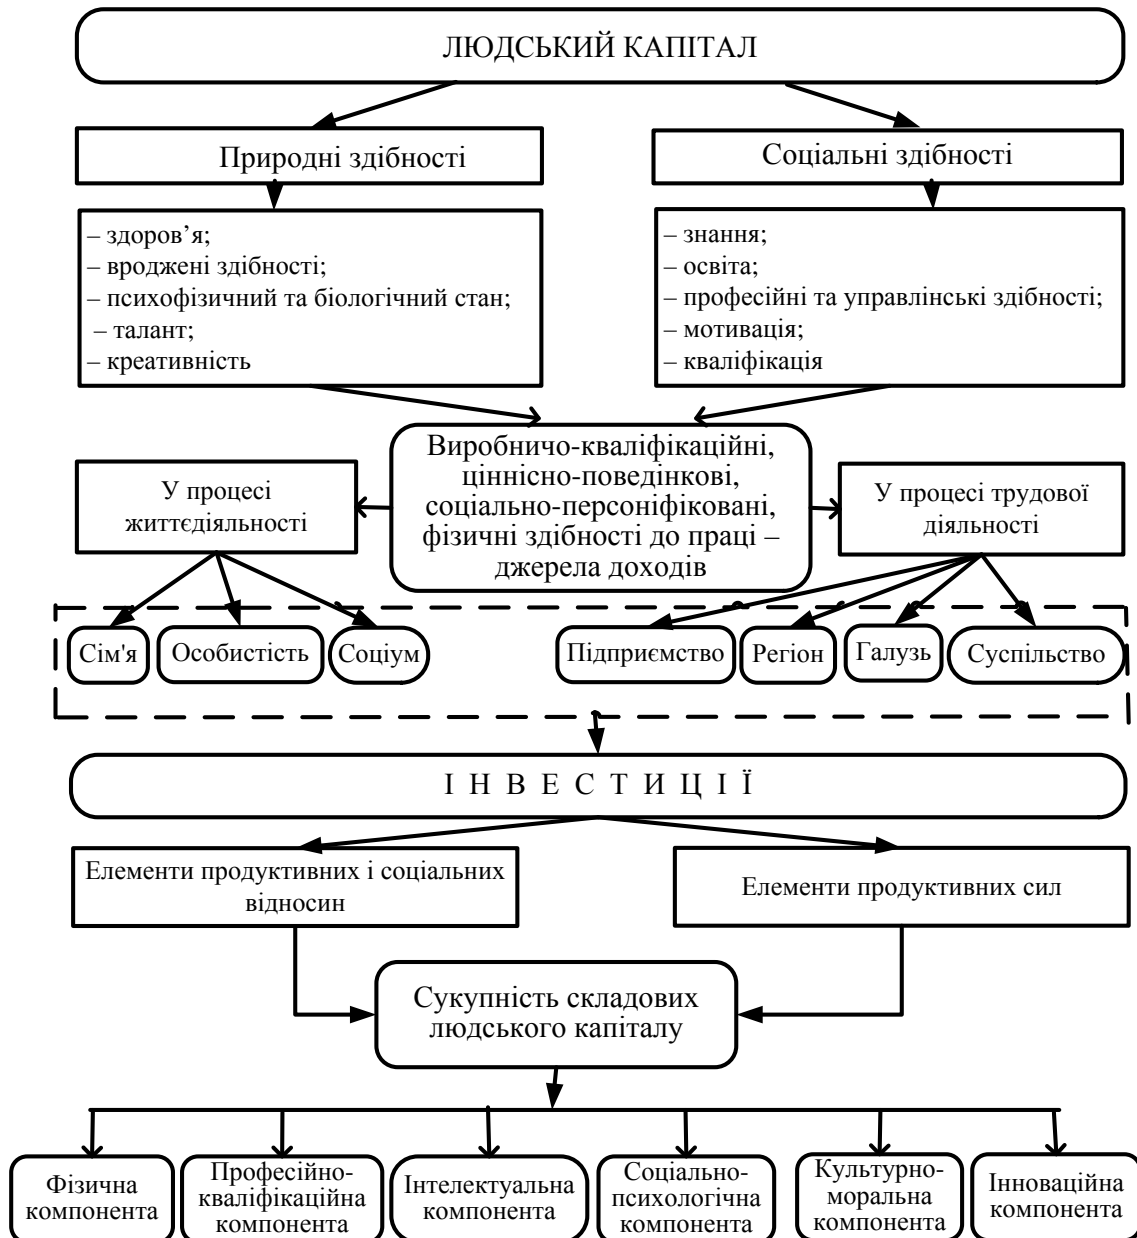 ЛЮДСЬКИЙ КАПІТАЛ
Природні здібності
Соціальні здібності
– здоров’я;
– вроджені здібності;
– психофізичний та біологічний стан;
– талант;
– креативність
– знання;
– освіта;
– професійні та управлінські здібності;
– мотивація;
– кваліфікація
Виробничо-кваліфікаційні,
ціннісно-поведінкові,
соціально-персоніфіковані,
фізичні здібності до праці –
джерела доходів
У процесі
життєдіяльності
У процесі трудової
діяльності
Сім'я
Особистість
Соціум
Підприємство
Регіон
Галузь
Суспільство
І Н В Е С Т И Ц І Ї
Елементи продуктивних і соціальних
відносин
Елементи продуктивних сил
Сукупність складових
людського капіталу
Фізична
компонента
Професійно-
кваліфікаційна
компонента
Інтелектуальна
компонента
Соціально-
психологічна
компонента
Культурно-
моральна
компонента
Інноваційна
компонента